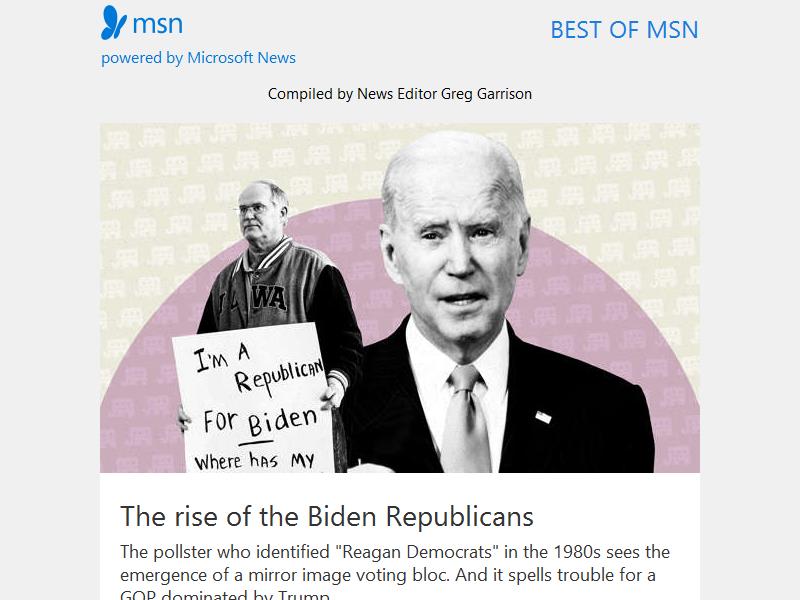 msn
BEST OF MSN
powered by Microsoft News
Compiled by News Editor Greg Garrison
WA
I'M A
REPUBLICAN
FOR Biden
Where has MY
The rise of the Biden Republicans
The pollster who identified "Reagan Democrats" in the 1980s sees the
emergence of a mirror image voting bloc. And it spells trouble for a
GOP dominated by Trump